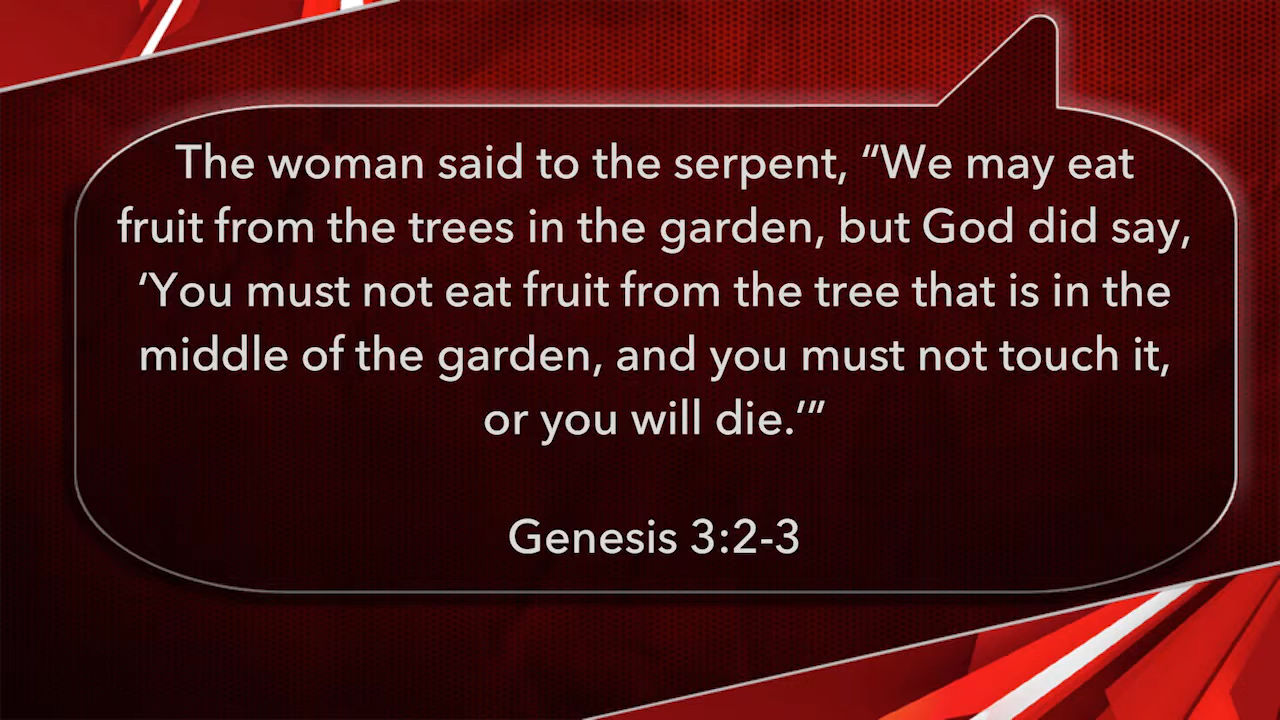 The woman said to the serpent, “We may eat
fruit from the trees in the garden, but God did say,
‘You must not eat fruit from the tree that is in the
middle of the garden, and you must not touch it,
or you will die.’”
Genesis 3:2-3